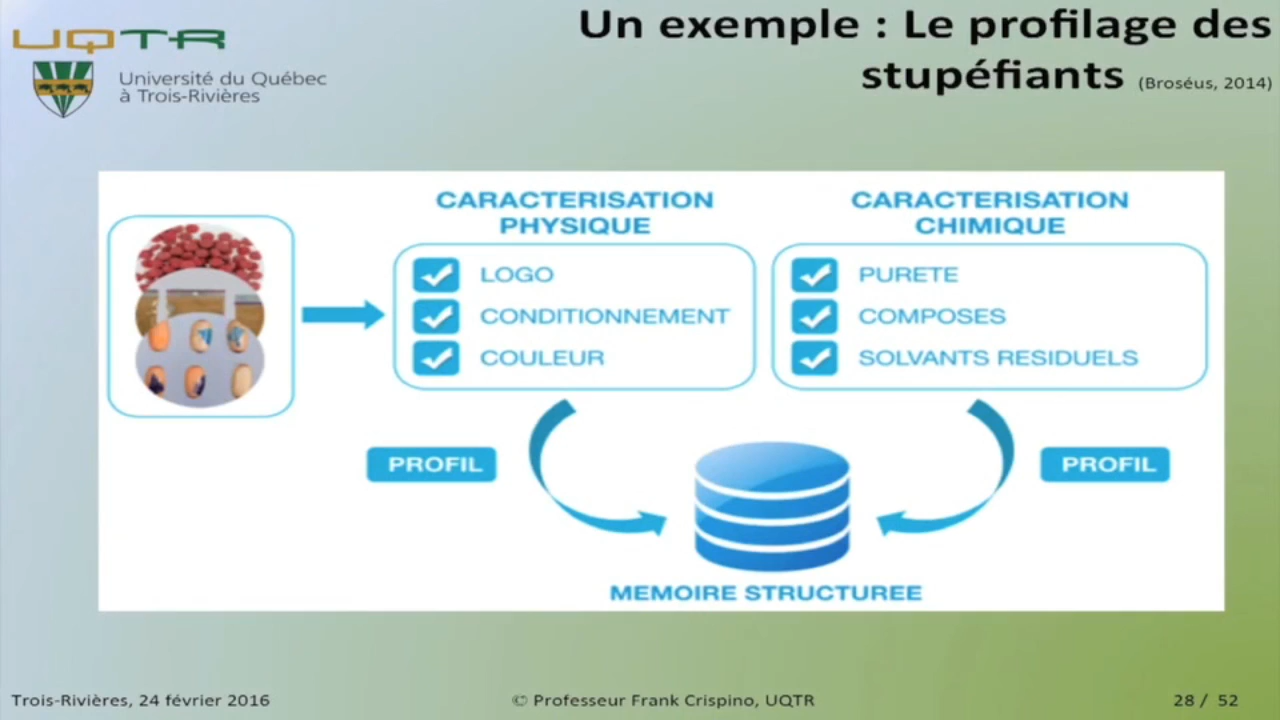 UQTR
Université du Québec
à Trois-Rivières
Un exemple : Le profilage des
stupéfiants (Broséus, 2014)
CARACTERISATION
PHYSIQUE
LOGO
CONDITIONNEMENT
COULEUR
CARACTERISATION
CHIMIQUE
PURETE
COMPOSES
SOLVANTS RESIDUELS
PROFIL
PROFIL
MEMOIRE STRUCTUREE
Trois-Rivières, 24 février 2016
© Professeur Frank Crispino, UQTR
28 / 52